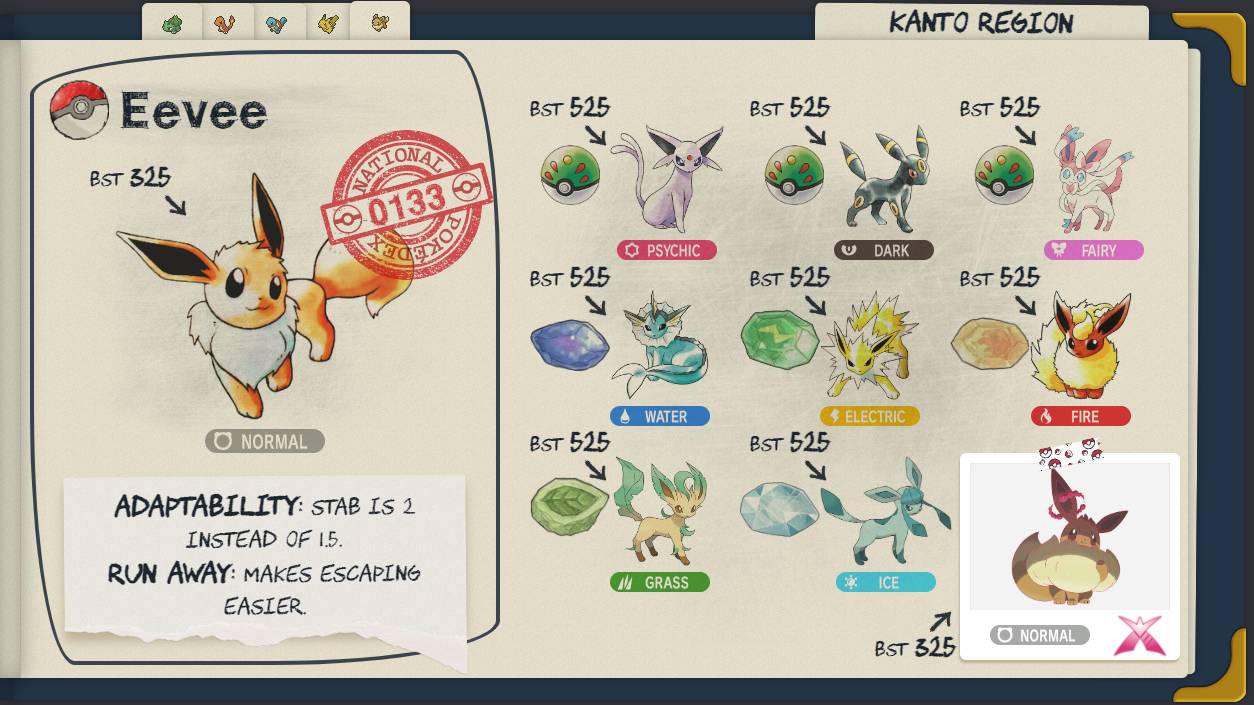 KANTO REGION
Eevee
BST 325
NATIONAL
0133
POKEDEX
NORMAL
ADAPTABILITY: STAB IS 2
INSTEAD OF 1.5.
RUN AWAY: MAKES ESCAPING
EASIER.
BST 525
PSYCHIC
BST 525
DARK
BST 525
FAIRY
BST 525
WATER
BST 525
ELECTRIC
BST 525
FIRE
BST 525
GRASS
BST 525
ICE
BST 325
NORMAL